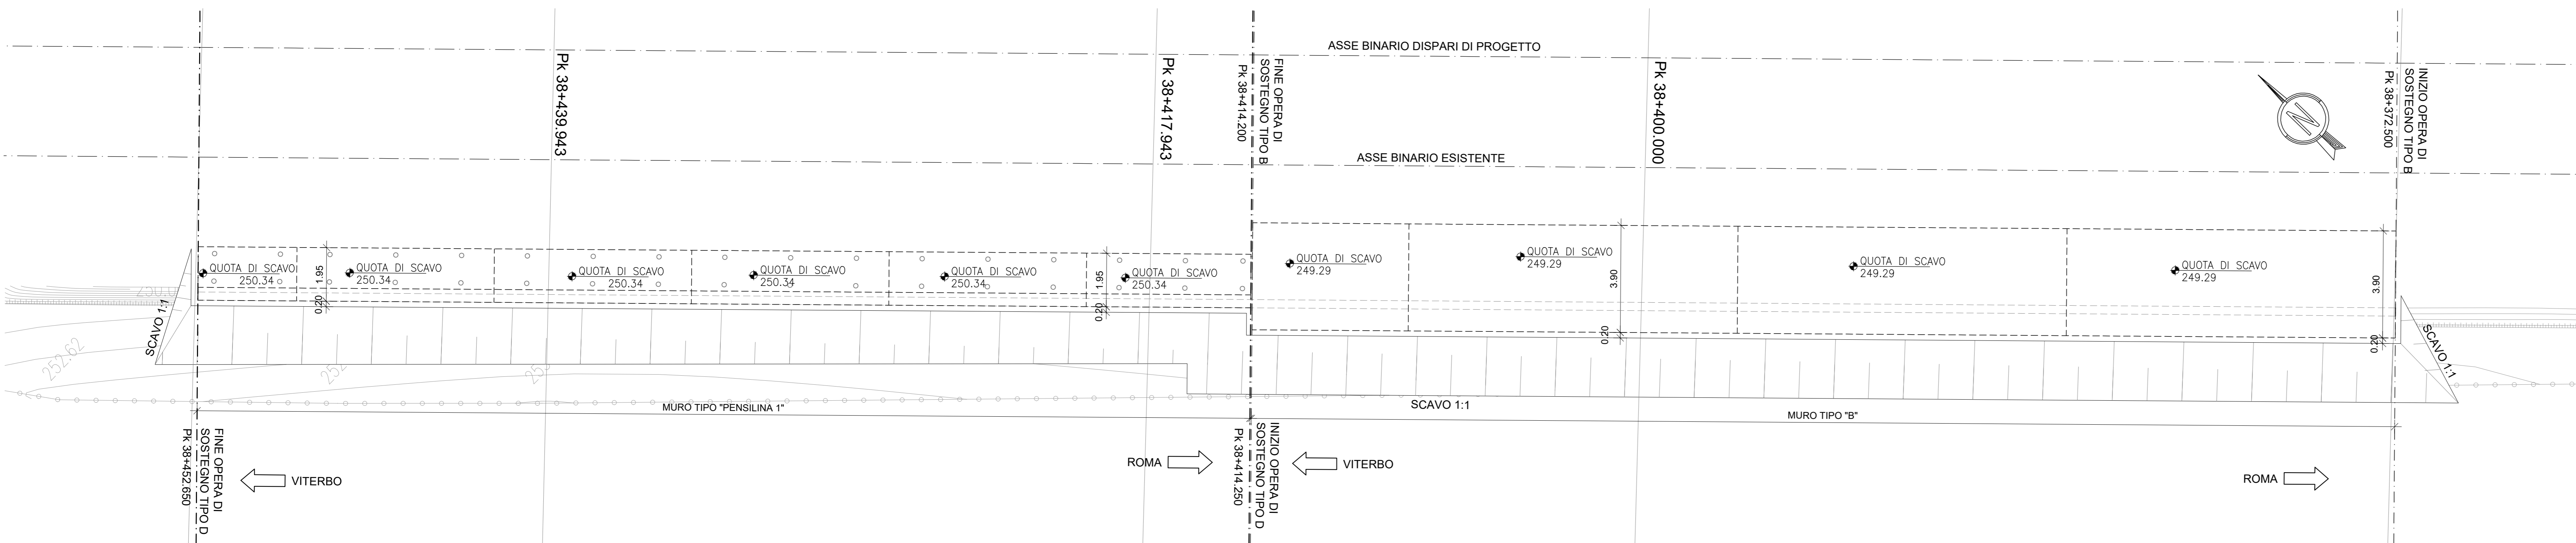 ASSE BINARIO DISPARI DI PROGETTO
ASSE BINARIO ESISTENTE
Pk 38+439.943
Pk 38+417.943
FINE OPERA DI
SOSTEGNO TIPO B
Pk 38+414.200
Pk 38+400.000
INIZIO OPERA DI
SOSTEGNO TIPO B
Pk 38+372.500
N
QUOTA DI SCAVO
250.34
1.95
0.20
QUOTA DI SCAVO
250.34
QUOTA DI SCAVO
250.34
QUOTA DI SCAVO
250.34
QUOTA DI SCAVO
250.34
1.95
0.20
QUOTA DI SCAVO
250.34
QUOTA DI SCAVO
249.29
QUOTA DI SCAVO
249.29
3.90
0.20
QUOTA DI SCAVO
249.29
QUOTA DI SCAVO
249.29
3.90
0.20
SCAVO 1:1
252.62
SCAVO 1:1
SCAVO 1:1
MURO TIPO "PENSILINA 1"
MURO TIPO "B"
FINE OPERA DI
SOSTEGNO TIPO D
Pk 38+452.650
VITERBO
ROMA
INIZIO OPERA DI
SOSTEGNO TIPO D
Pk 38+414.250
VITERBO
ROMA